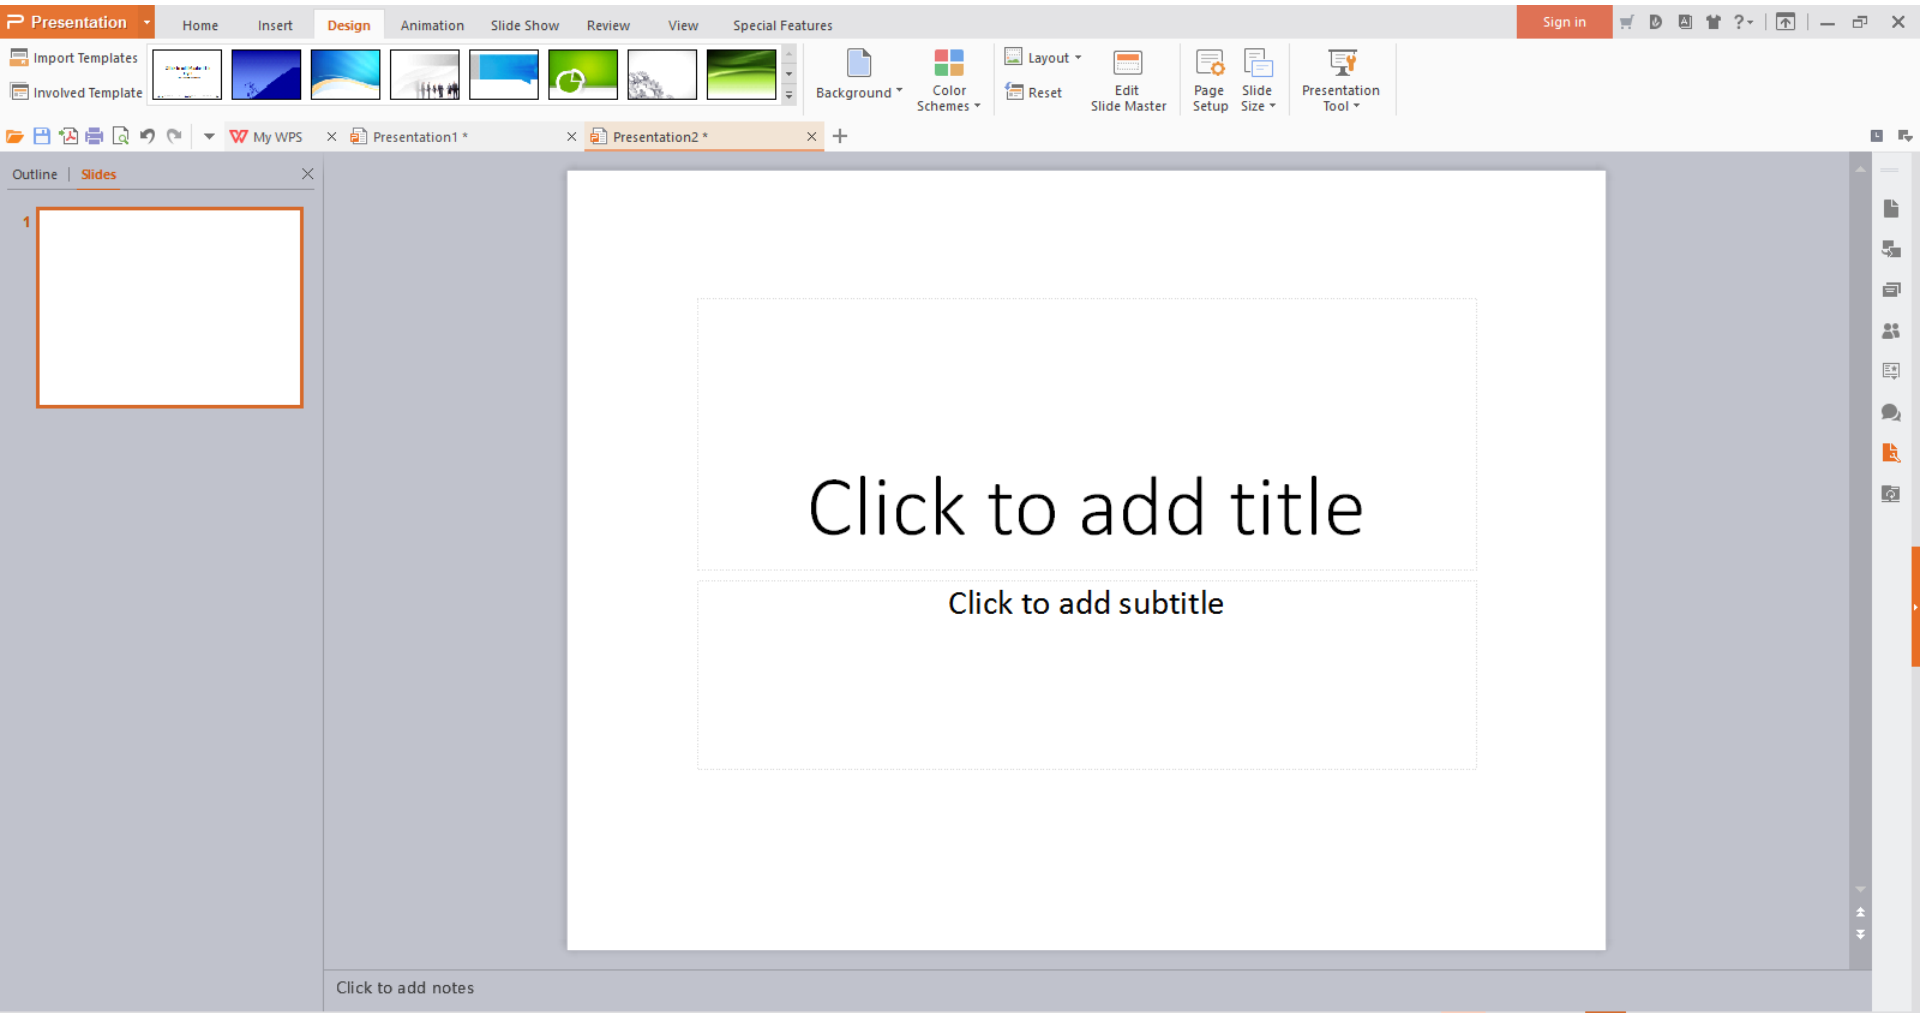 Presentation
Home Insert Design Animation Slide Show Review View Special Features
Sign in
Import Templates
Involved Template
Background
Color Schemes
Layout
Reset
Edit Slide Master
Page Setup
Slide Size
Presentation Tool
My WPS
Presentation1 *
Presentation2 *
Outline | Slides
1
Click to add title
Click to add subtitle
Click to add notes